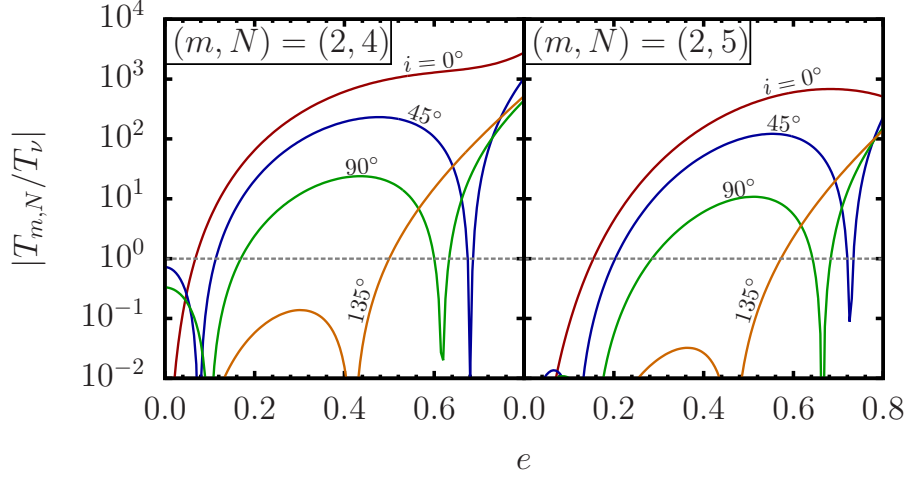 |T_{m,N}/T_ν|
10^4
10^3
10^2
10^1
10^0
10^{-1}
10^{-2}
(m, N) = (2, 4)
i = 0°
45°
90°
135°
0.0 0.2 0.4 0.6
(m, N) = (2, 5)
i = 0°
45°
90°
135°
0.0 0.2 0.4 0.6 0.8
e